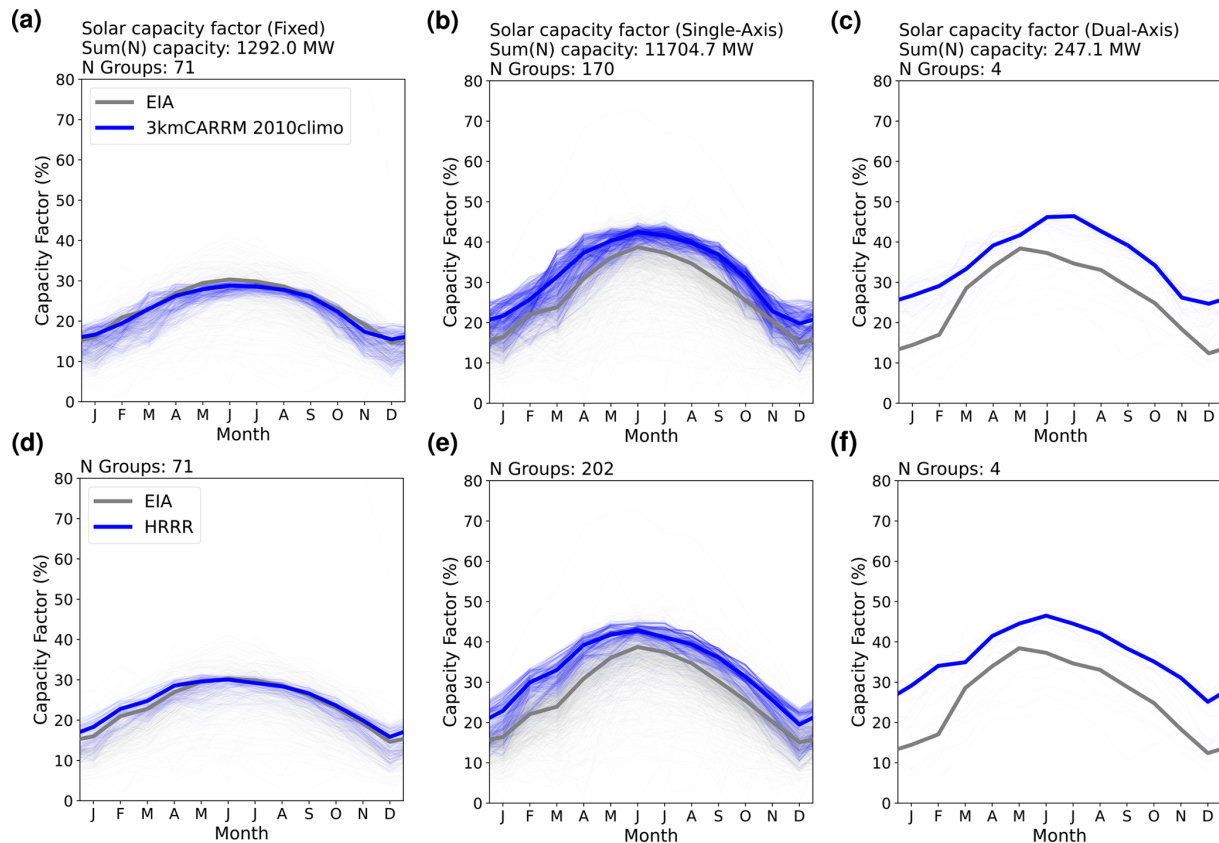 (a)
Solar capacity factor (Fixed)
Sum(N) capacity: 1292.0 MW
N Groups: 71
80
70
60
50
40
30
20
10
0
Capacity Factor (%)
EIA
3kmCARRM 2010climo
J F M A M J J A S O N D
Month
(b)
Solar capacity factor (Single-Axis)
Sum(N) capacity: 11704.7 MW
N Groups: 170
80
70
60
50
40
30
20
10
0
Capacity Factor (%)
J F M A M J J A S O N D
Month
(c)
Solar capacity factor (Dual-Axis)
Sum(N) capacity: 247.1 MW
N Groups: 4
80
70
60
50
40
30
20
10
0
Capacity Factor (%)
J F M A M J J A S O N D
Month
(d)
N Groups: 71
80
70
60
50
40
30
20
10
0
Capacity Factor (%)
EIA
HRRR
J F M A M J J A S O N D
Month
(e)
N Groups: 202
80
70
60
50
40
30
20
10
0
Capacity Factor (%)
J F M A M J J A S O N D
Month
(f)
N Groups: 4
80
70
60
50
40
30
20
10
0
Capacity Factor (%)
J F M A M J J A S O N D
Month